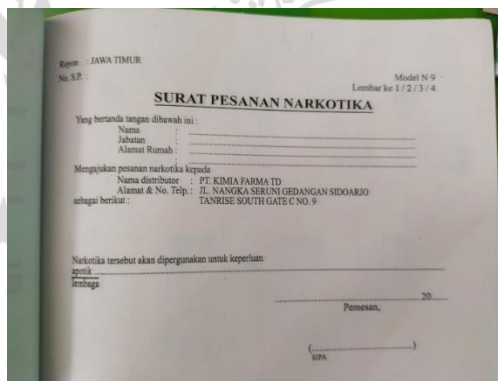 Rayon : JAWA TIMUR
No. S.P. :
Model N 9
Lembar ke 1 / 2 / 3 / 4
SURAT PESANAN NARKOTIKA
Yang bertanda tangan dibawah ini :
Nama :
Jabatan :
Alamat Rumah :
:
Mengajukan pesanan narkotika kepada
Nama distributor : PT. KIMIA FARMA TD
Alamat & No. Telp. : JL. NANGKA SERUNI GEDANGAN SIDOARJO
sebagai berikut : TANRISE SOUTH GATE C NO. 9
Narkotika tersebut akan dipergunakan untuk keperluan
apotik
lembaga
20
Pemesan,
(....................)
SIPA